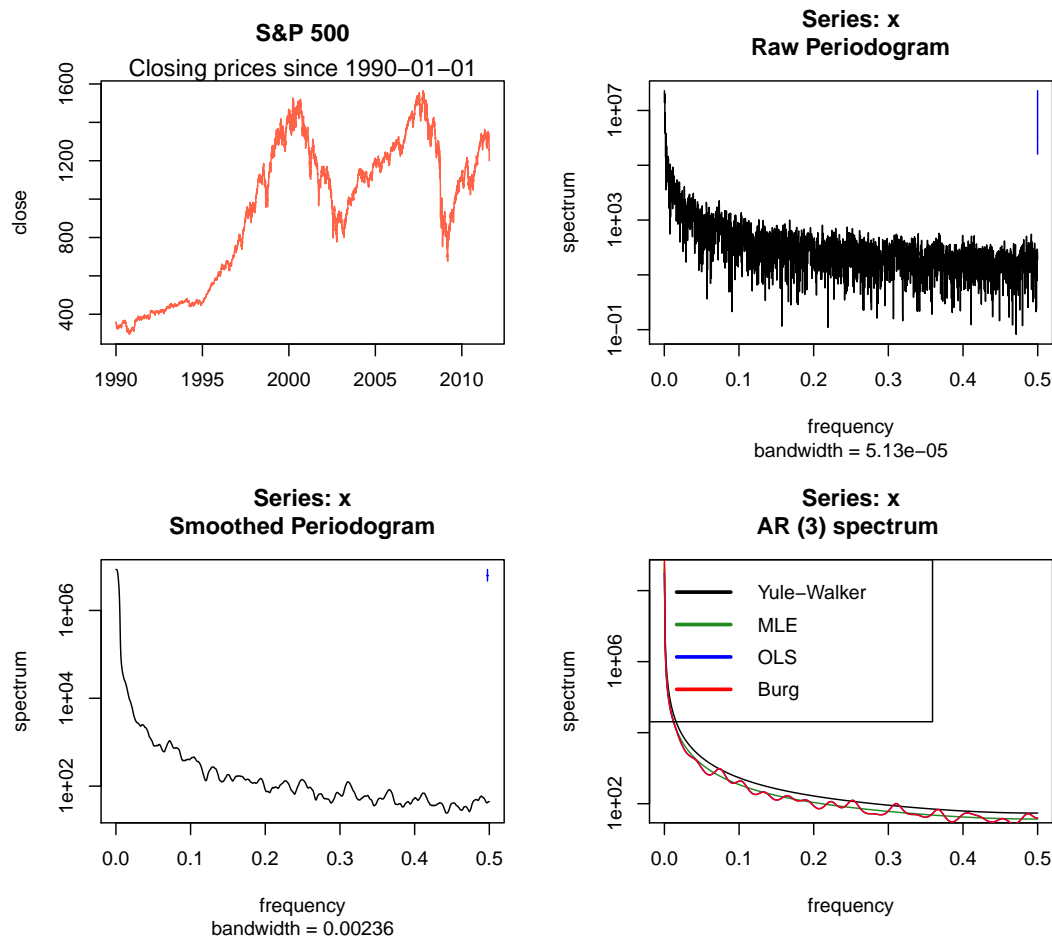 S&P 500
Closing prices since 1990−01−01
close
1600
1200
800
400
1990 1995 2000 2005 2010
Series: x
Raw Periodogram
spectrum
1e+07
1e+03
1e−01
0.0 0.1 0.2 0.3 0.4 0.5
frequency
bandwidth = 5.13e−05
Series: x
Smoothed Periodogram
spectrum
1e+06
1e+04
1e+02
0.0 0.1 0.2 0.3 0.4 0.5
frequency
bandwidth = 0.00236
Series: x
AR (3) spectrum
spectrum
1e+06
1e+02
Yule−Walker
MLE
OLS
Burg
0.0 0.1 0.2 0.3 0.4 0.5
frequency